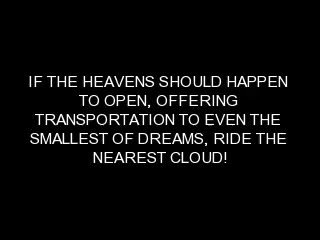 IF THE HEAVENS SHOULD HAPPEN
TO OPEN, OFFERING
TRANSPORTATION TO EVEN THE
SMALLEST OF DREAMS, RIDE THE
NEAREST CLOUD!